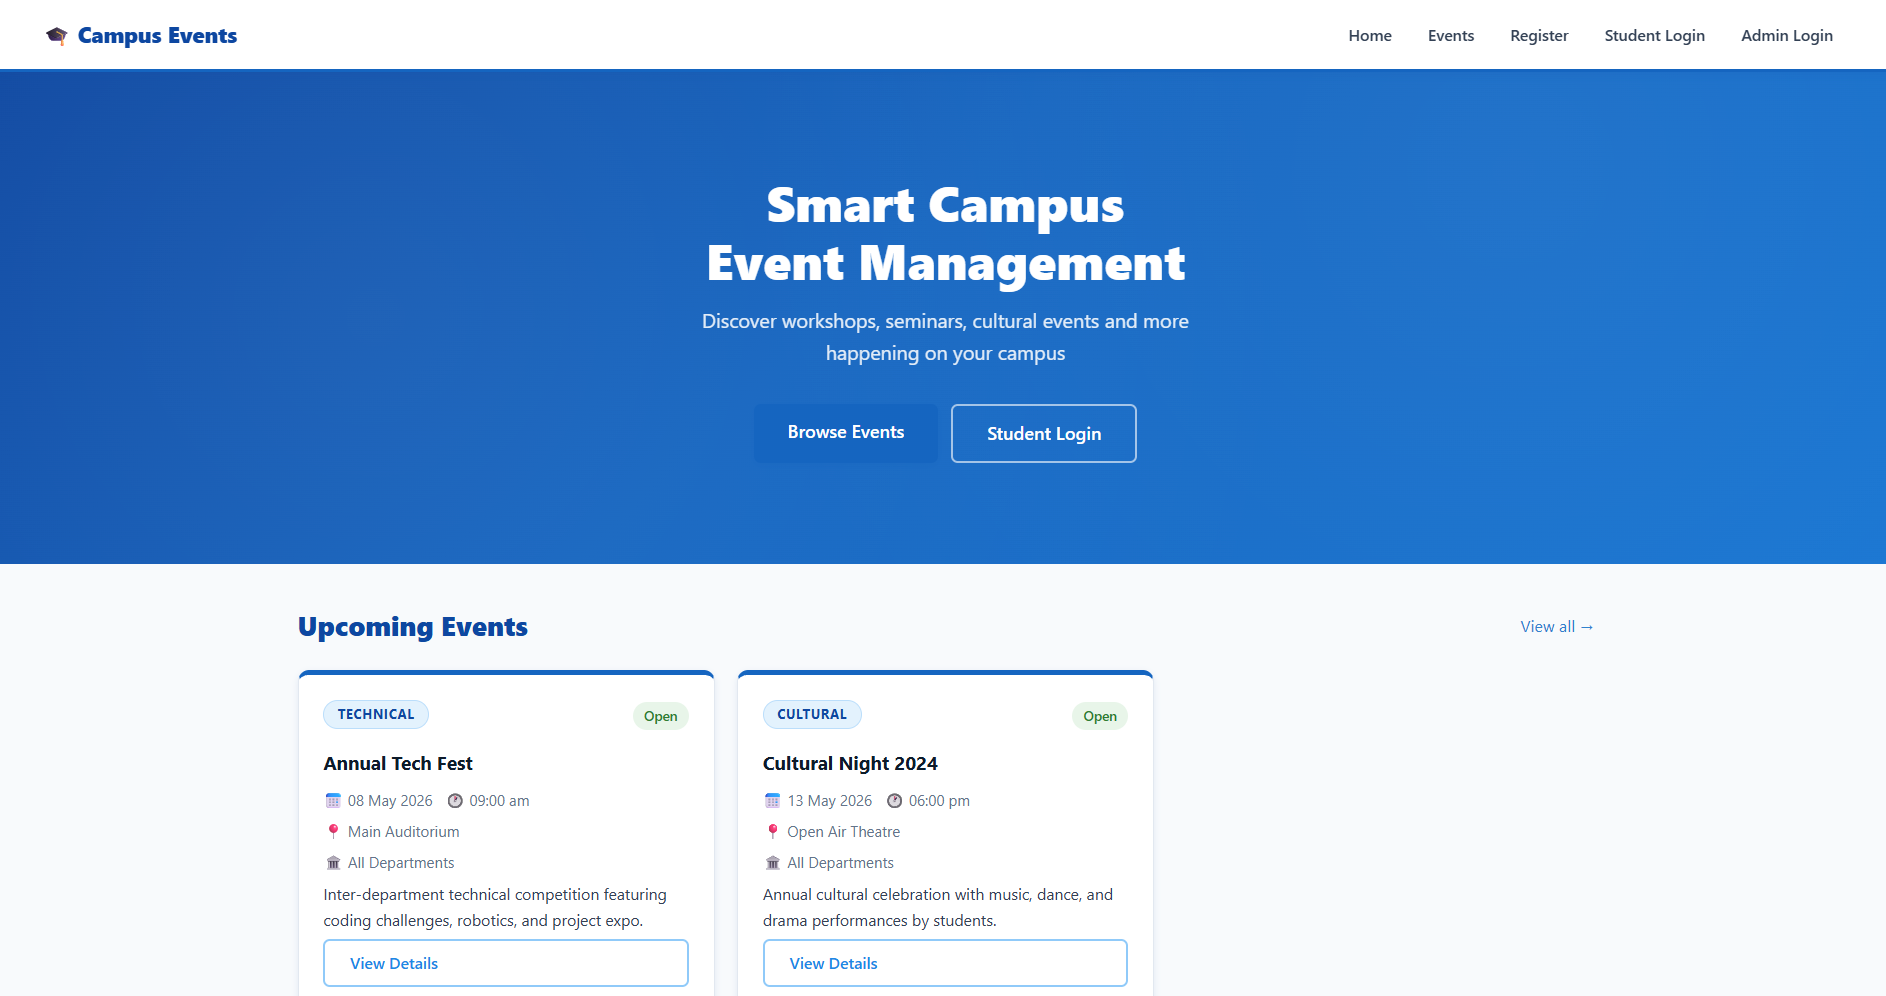 Campus Events
Home Events Register Student Login Admin Login
Smart Campus
Event Management
Discover workshops, seminars, cultural events and more
happening on your campus
Browse Events Student Login
Upcoming Events
View all →
TECHNICAL Open
Annual Tech Fest
08 May 2026 09:00 am
Main Auditorium
All Departments
Inter-department technical competition featuring
coding challenges, robotics, and project expo.
View Details
CULTURAL Open
Cultural Night 2024
13 May 2026 06:00 pm
Open Air Theatre
All Departments
Annual cultural celebration with music, dance, and
drama performances by students.
View Details